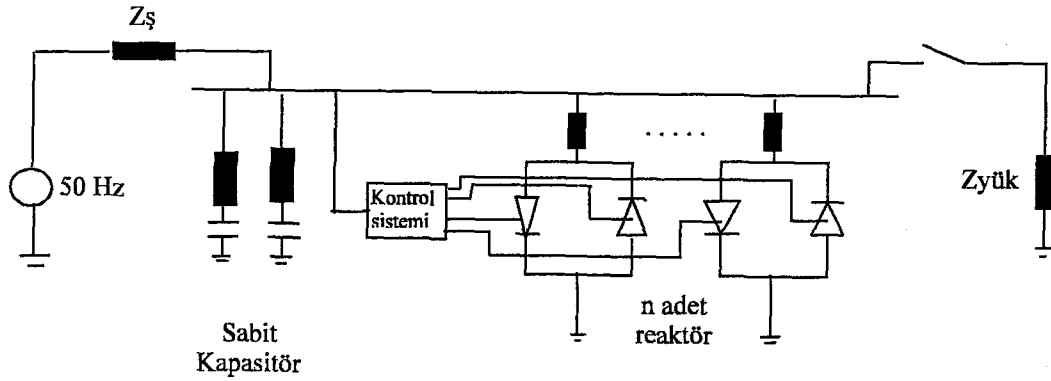 Zş
50 Hz
Kontrol
sistemi
Zyük
n adet
reaktör
Sabit
Kapasitör